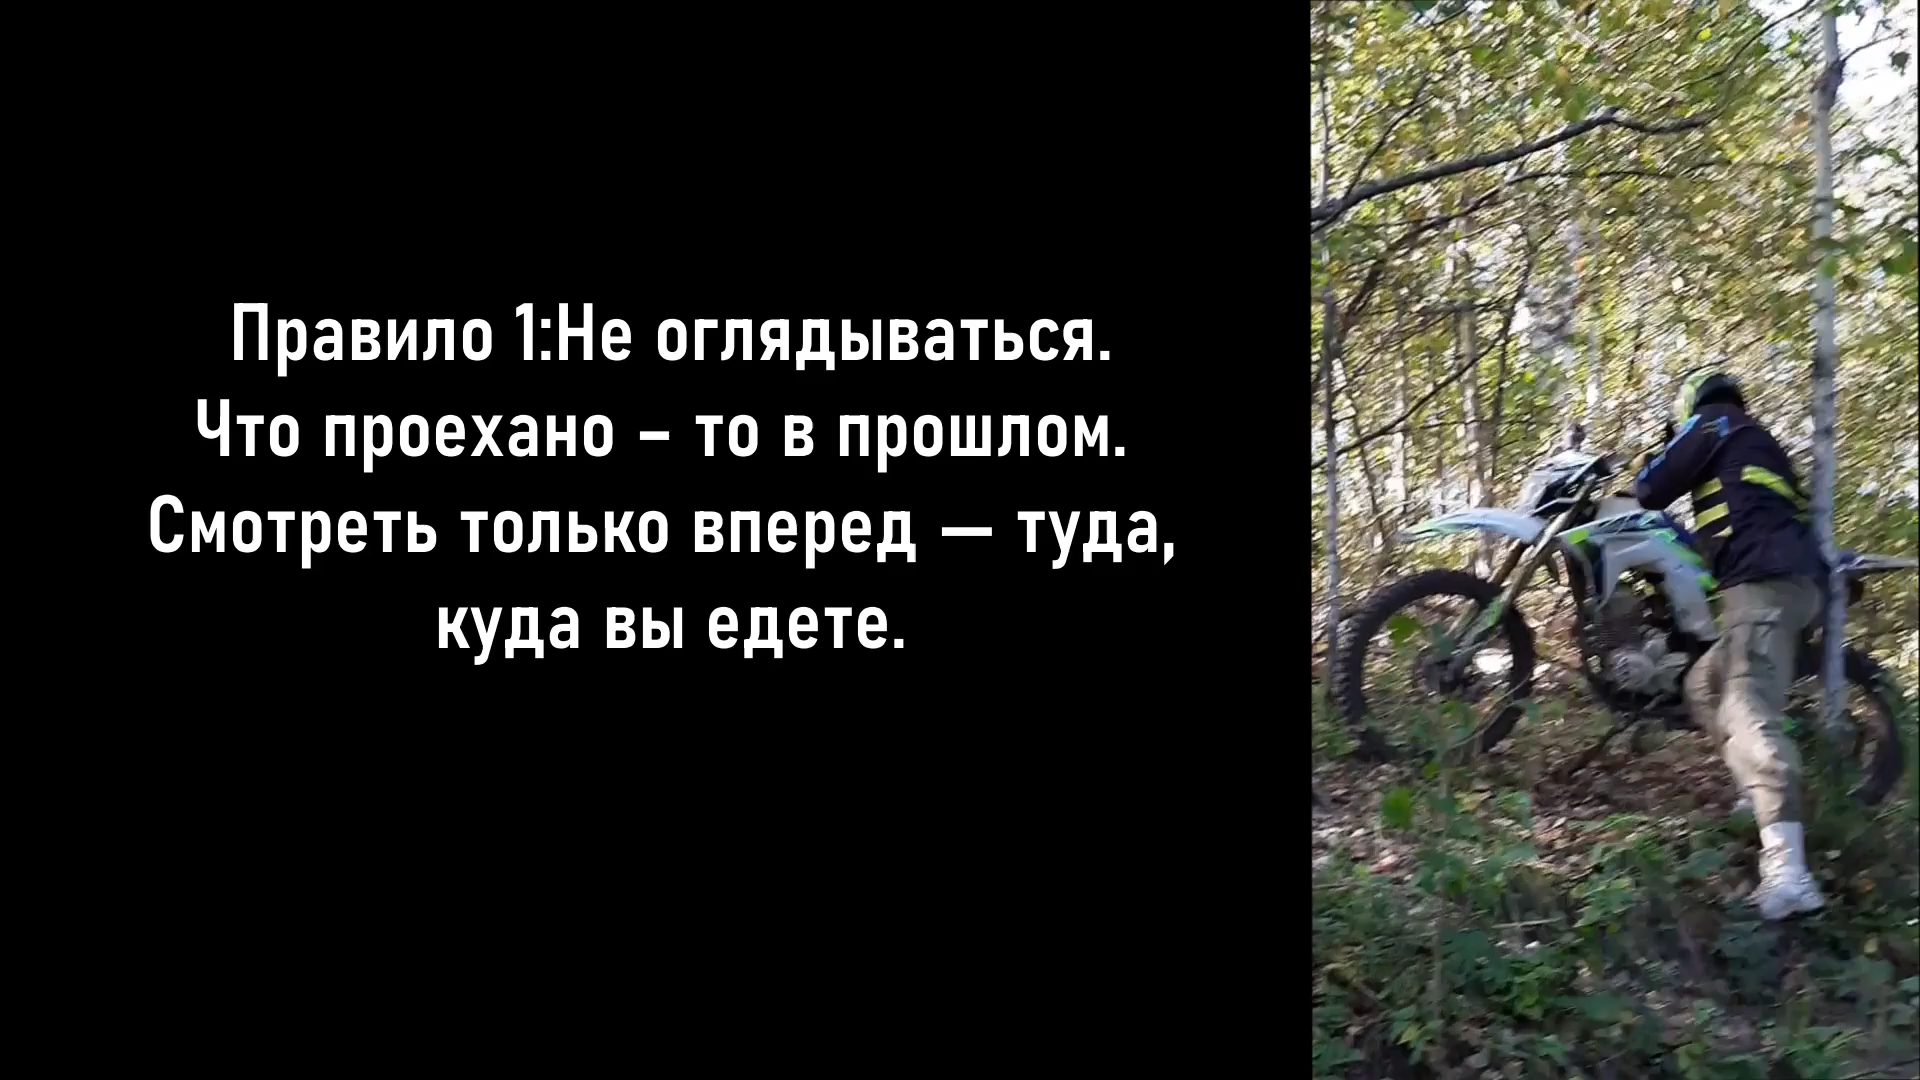 Правило 1:Не оглядываться.
Что проехано – то в прошлом.
Смотреть только вперед — туда,
куда вы едете.